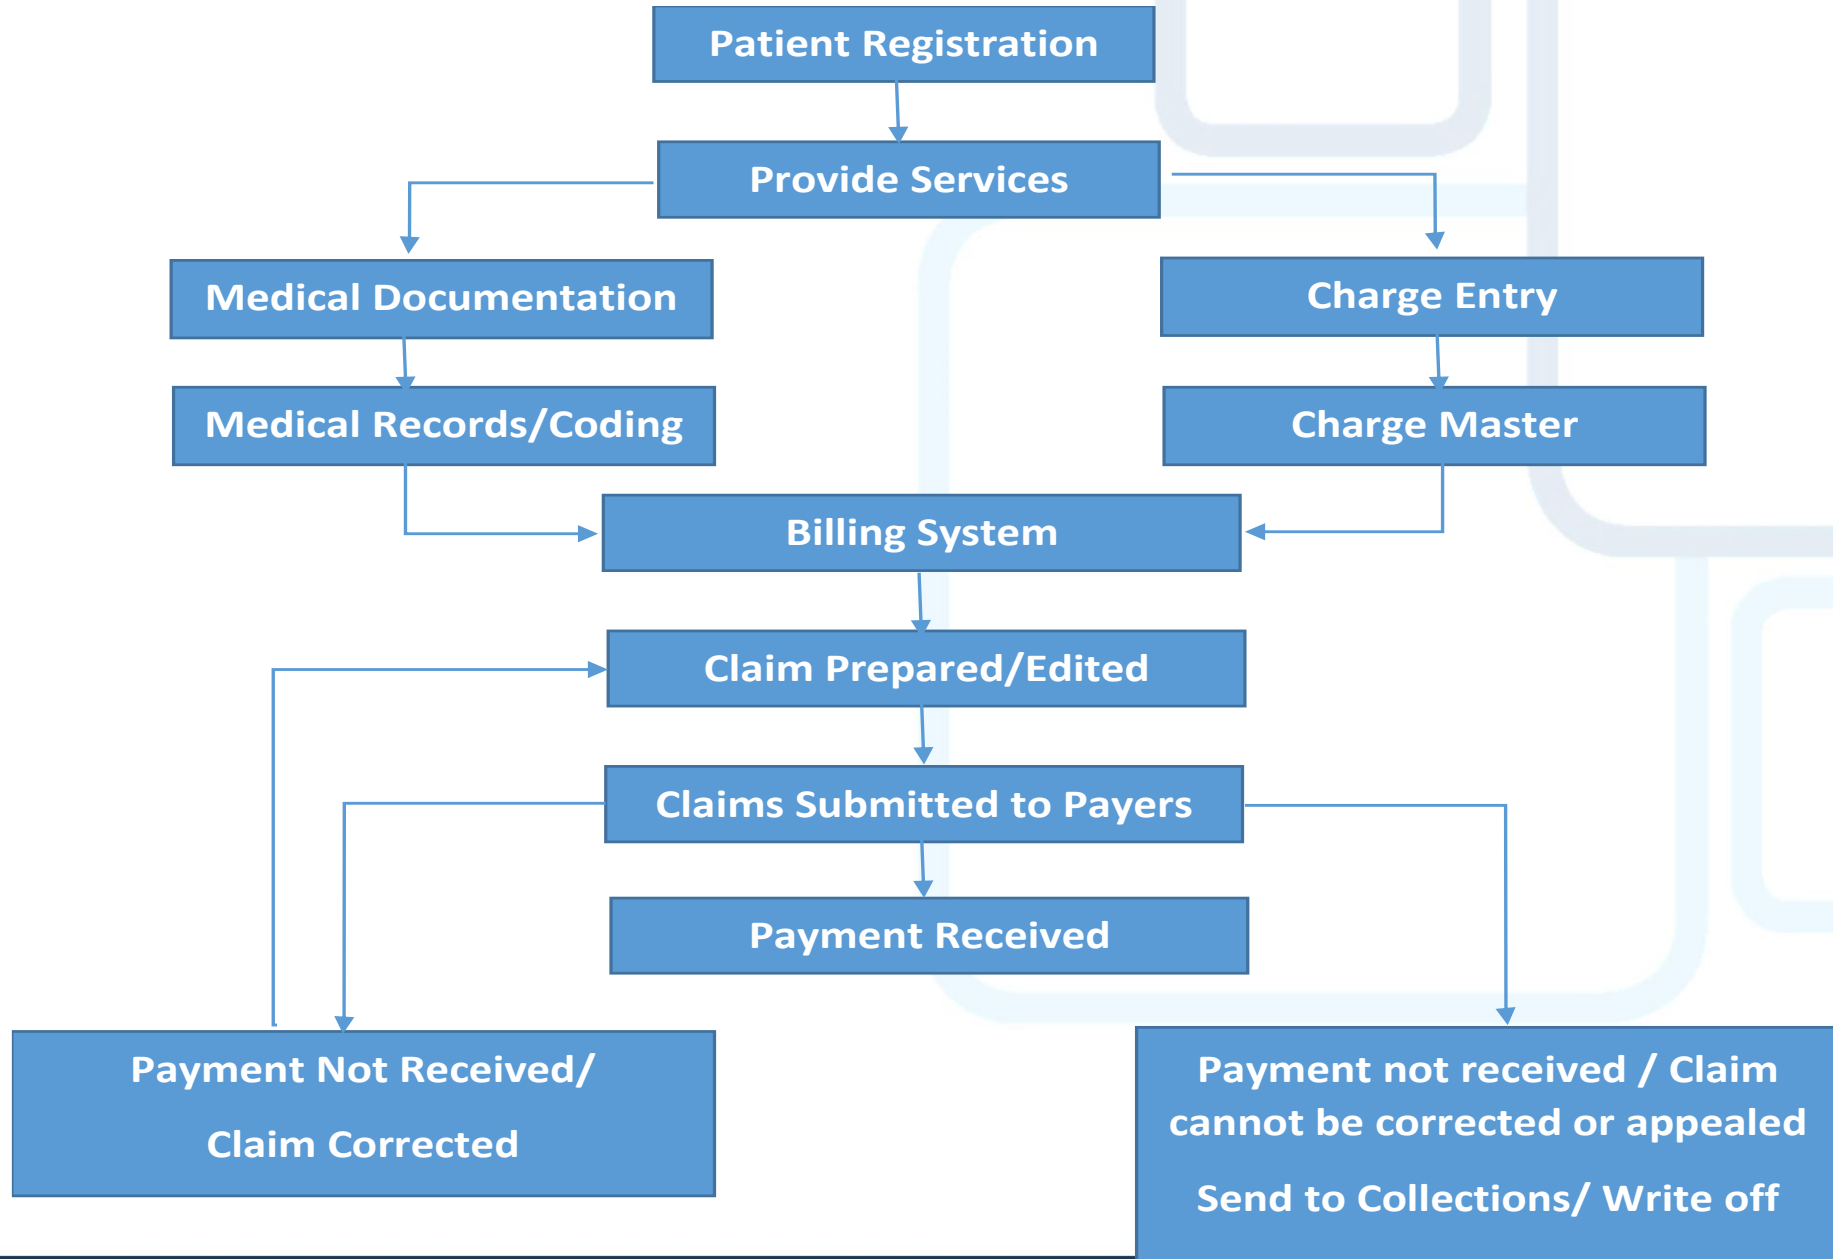 Patient Registration
Provide Services
Medical Documentation
Charge Entry
Medical Records/Coding
Charge Master
Billing System
Claim Prepared/Edited
Claims Submitted to Payers
Payment Received
Payment Not Received/
Claim Corrected
Payment not received / Claim
cannot be corrected or appealed
Send to Collections/ Write off